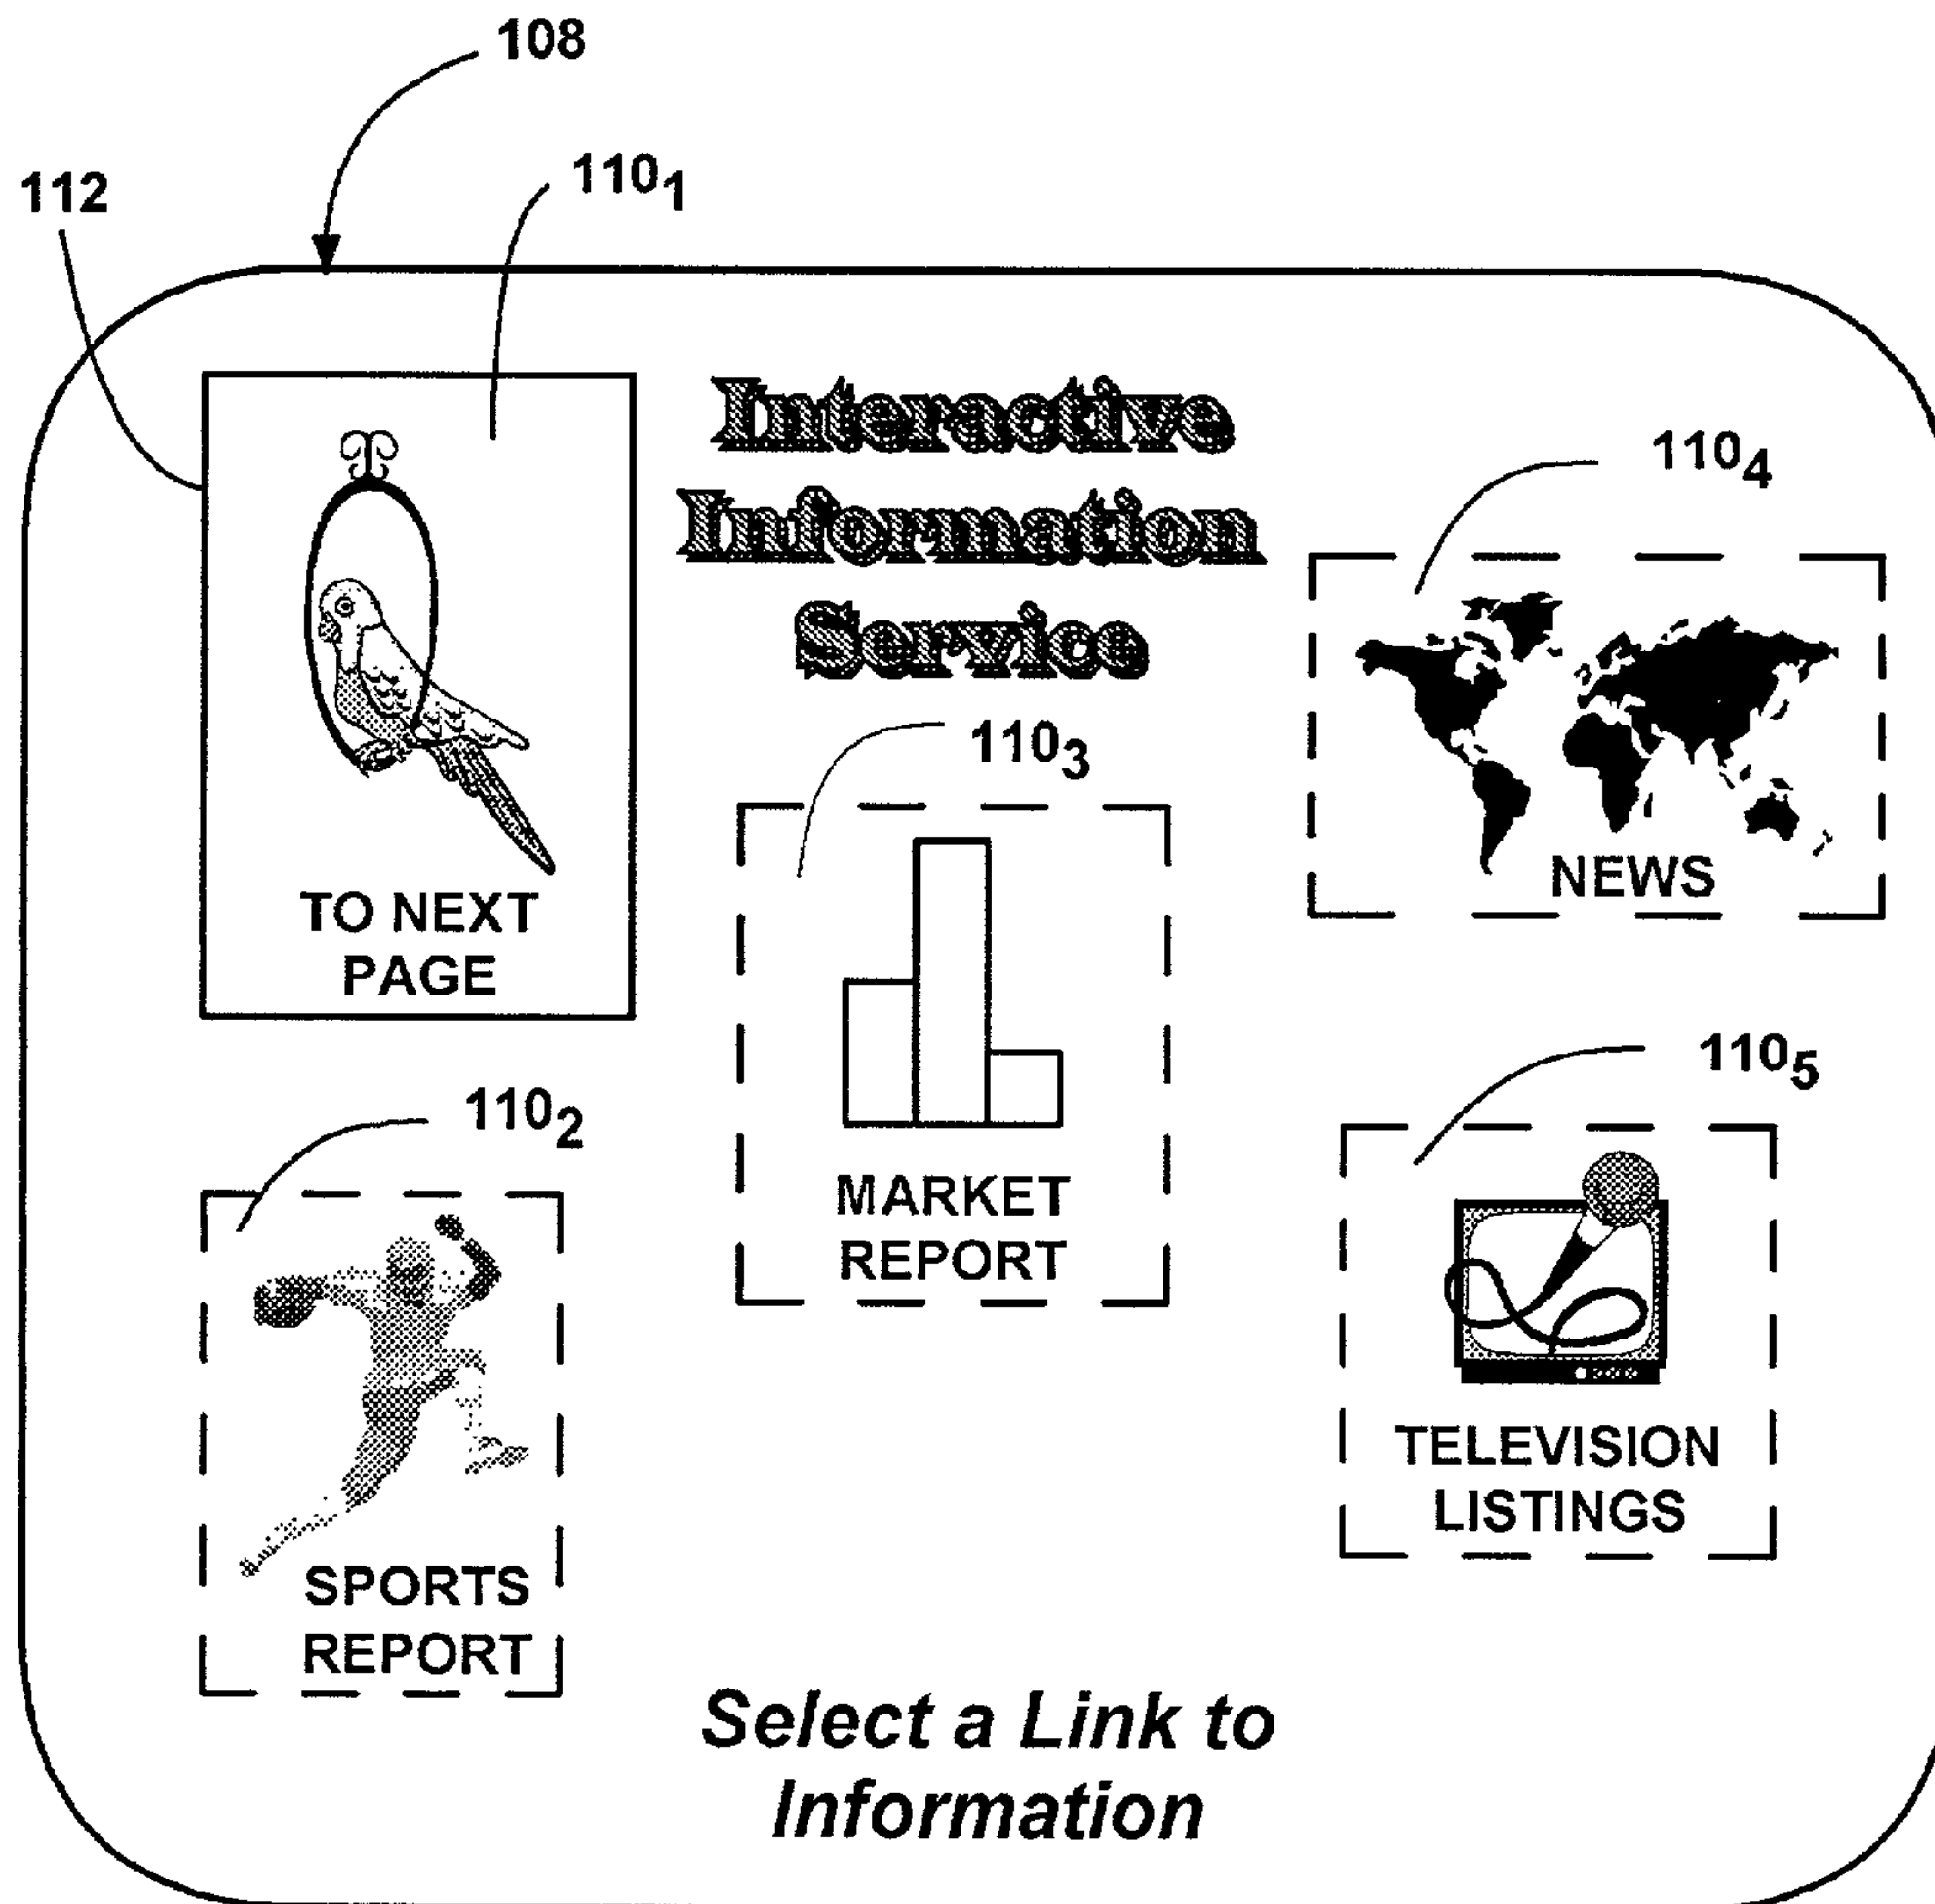 108
110₁
112
Interactive
Information
Service
110₄
110₃
NEWS
TO NEXT
PAGE
110₅
110₂
MARKET
REPORT
TELEVISION
LISTINGS
SPORTS
REPORT
Select a Link to
Information